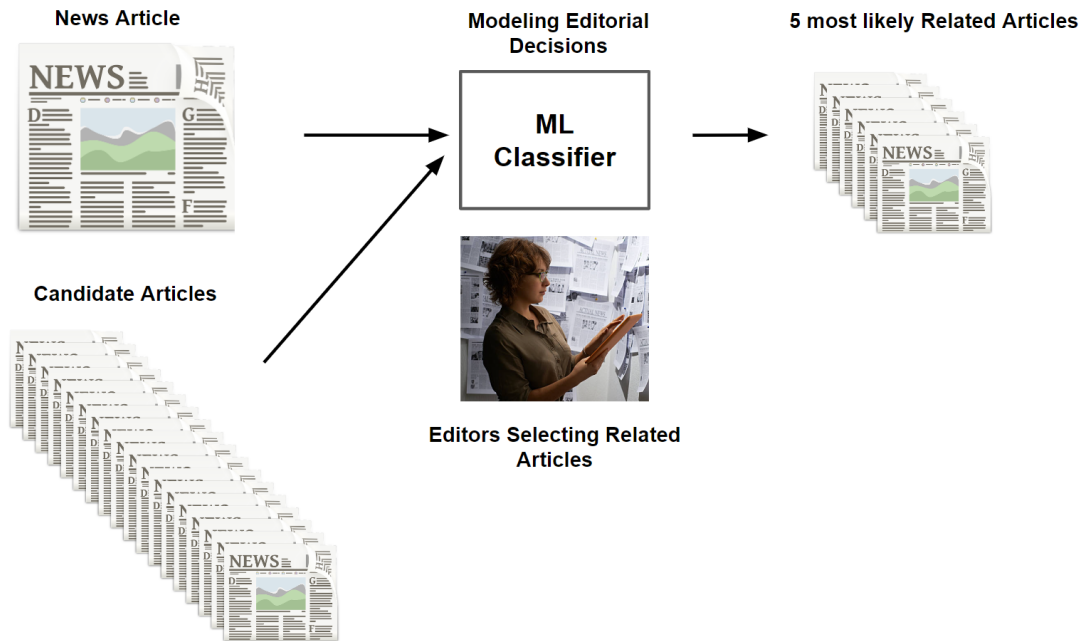 News Article
Modeling Editorial
Decisions
5 most likely Related Articles
NEWS
D
G
F
H
ML
Classifier
NEWS
D
G
F
H
Candidate Articles
Editors Selecting Related
Articles
NEWS
D
G
F
H